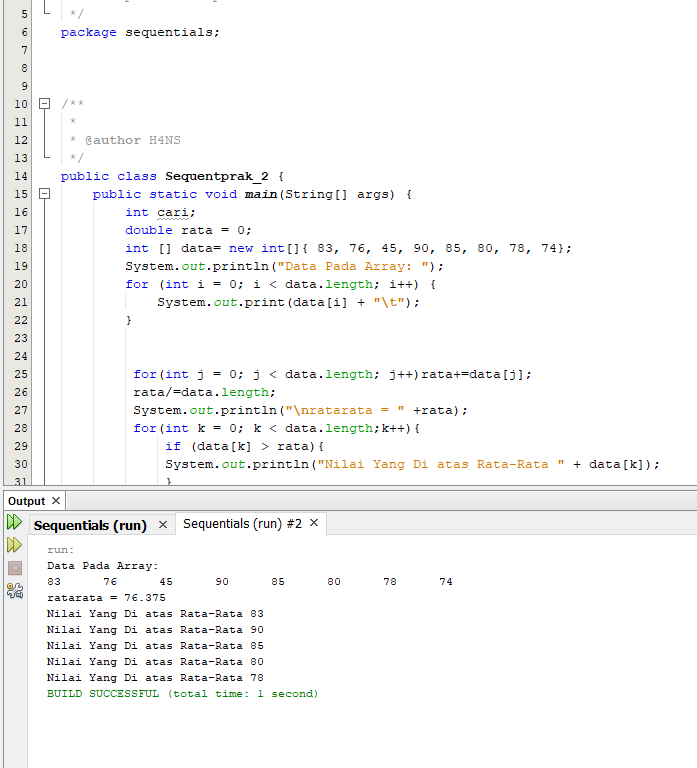 5 */
6 package sequentials;
7
8
9
10 /**
11 *
12 * @author H4NS
13 */
14 public class Sequentprak_2 {
15 public static void main(String[] args) {
16 int cari;
17 double rata = 0;
18 int [] data= new int[]{ 83, 76, 45, 90, 85, 80, 78, 74};
19 System.out.println("Data Pada Array: ");
20 for (int i = 0; i < data.length; i++) {
21 System.out.print(data[i] + "\t");
22 }
23
24
25 for(int j = 0; j < data.length; j++)rata+=data[j];
26 rata/=data.length;
27 System.out.println("\nratarata = " +rata);
28 for(int k = 0; k < data.length;k++){
29 if (data[k] > rata){
30 System.out.println("Nilai Yang Di atas Rata-Rata " + data[k]);
31 }
Output ×
Sequentials (run) × Sequentials (run) #2 ×
run:
Data Pada Array:
83 76 45 90 85 80 78 74
ratarata = 76.375
Nilai Yang Di atas Rata-Rata 83
Nilai Yang Di atas Rata-Rata 90
Nilai Yang Di atas Rata-Rata 85
Nilai Yang Di atas Rata-Rata 80
Nilai Yang Di atas Rata-Rata 78
BUILD SUCCESSFUL (total time: 1 second)